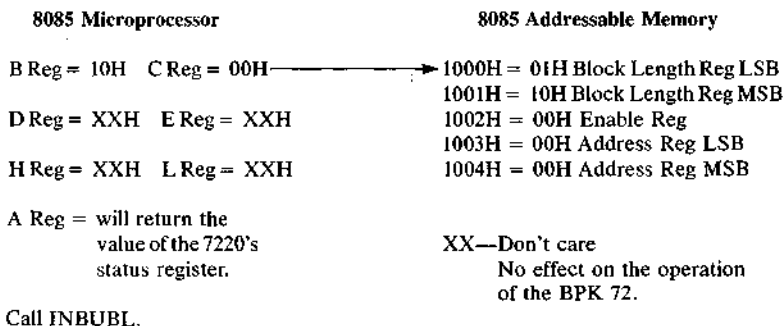 8085 Microprocessor 8085 Addressable Memory
B Reg = 10H C Reg = 00H 1000H = 01H Block Length Reg LSB
1001H = 10H Block Length Reg MSB
D Reg = XXH E Reg = XXH 1002H = 00H Enable Reg
1003H = 00H Address Reg LSB
H Reg = XXH L Reg = XXH 1004H = 00H Address Reg MSB
A Reg = will return the
value of the 7220's XX—Don't care
status register. No effect on the operation
of the BPK 72.
Call INBUBL.